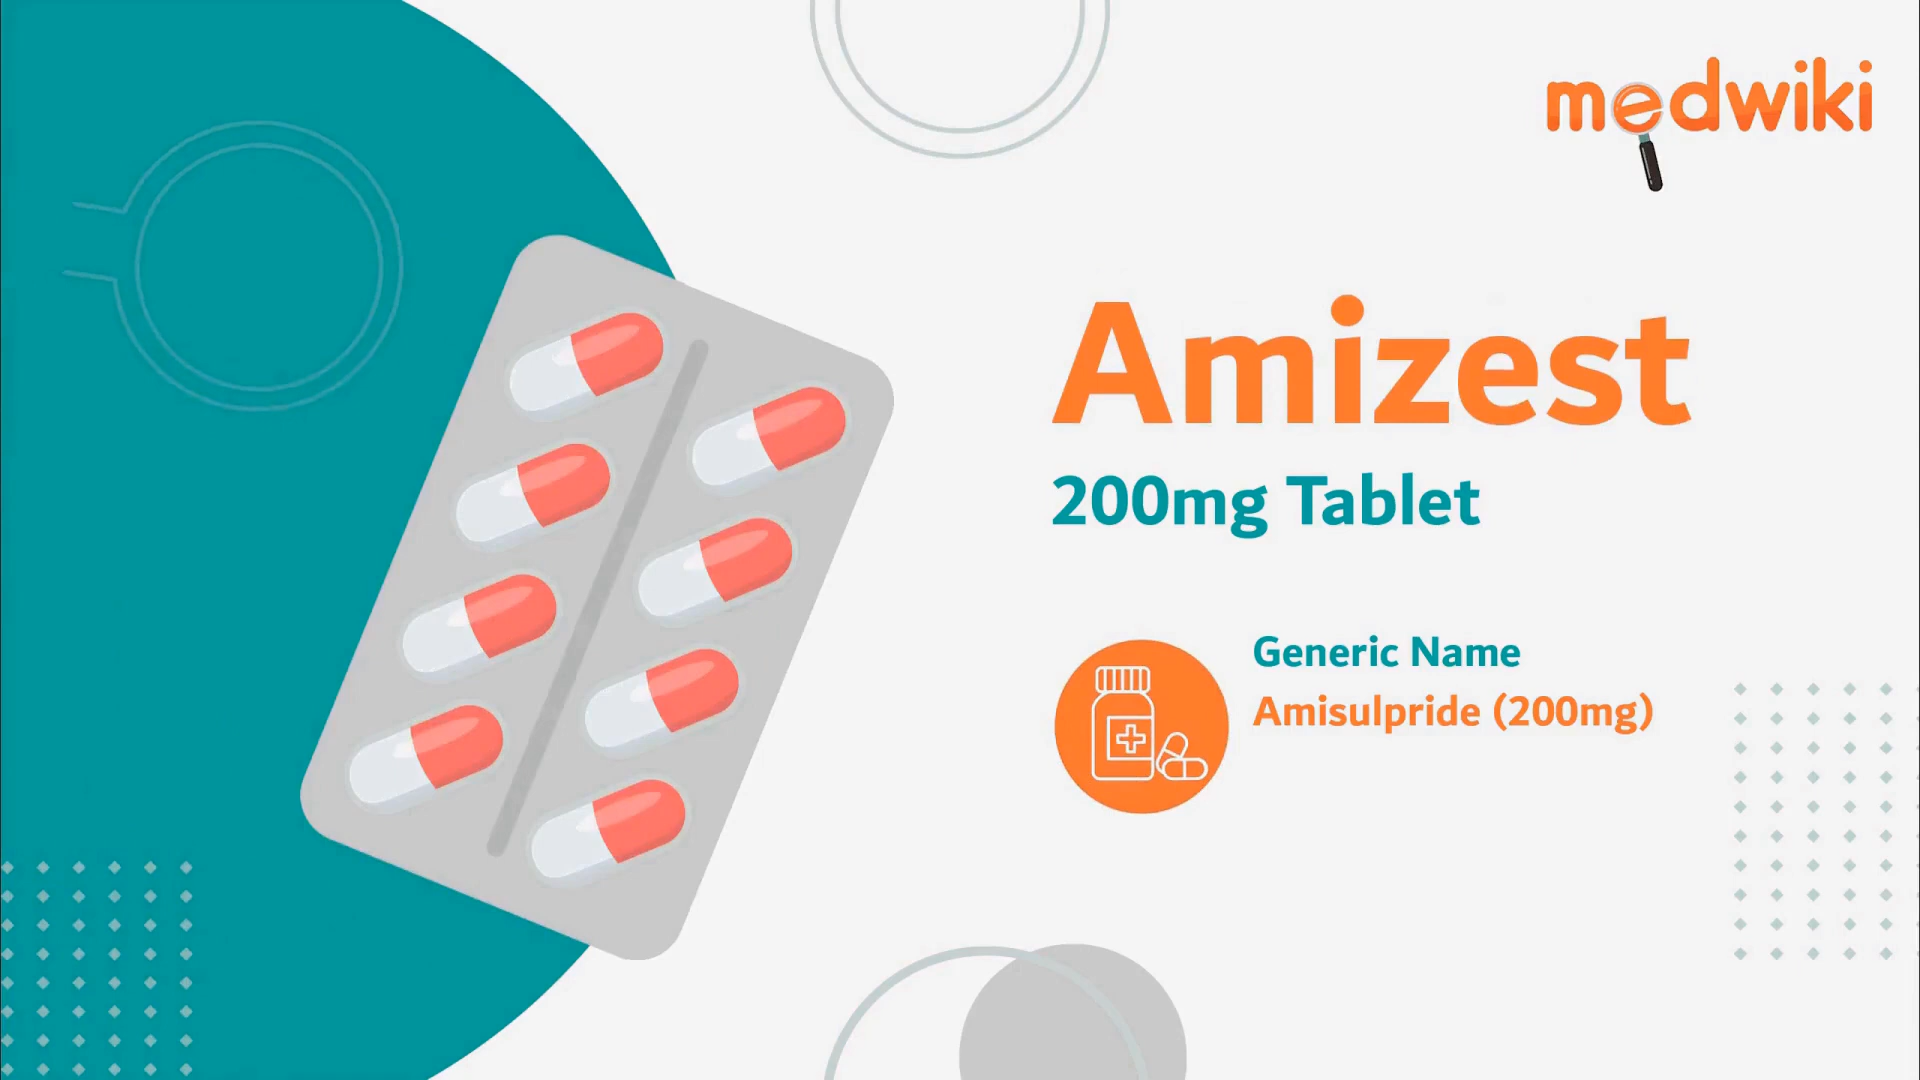 medwiki
Amizest
200mg Tablet
Generic Name
Amisulpride (200mg)